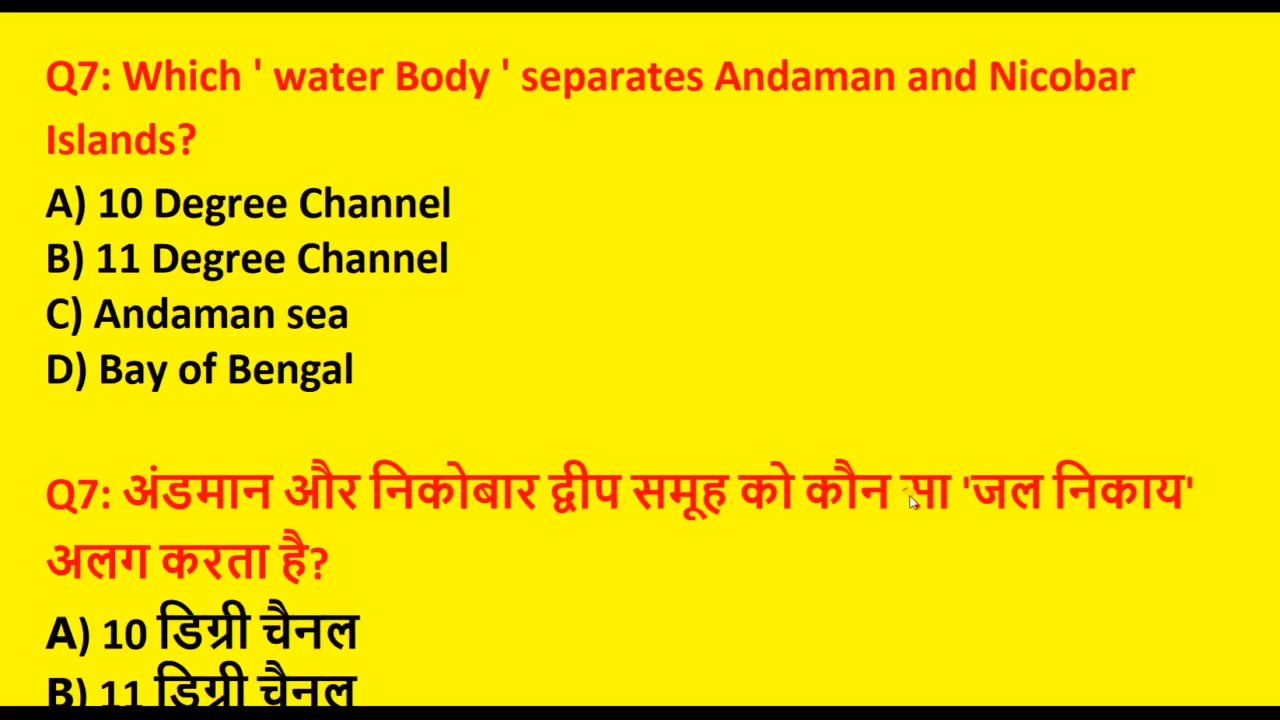 Q7: Which ' water Body ' separates Andaman and Nicobar
Islands?
A) 10 Degree Channel
B) 11 Degree Channel
C) Andaman sea
D) Bay of Bengal
Q7: अंडमान और निकोबार द्वीप समूह को कौन सा 'जल निकाय'
अलग करता है?
A) 10 डिग्री चैनल
B) 11 डिग्री चैनल